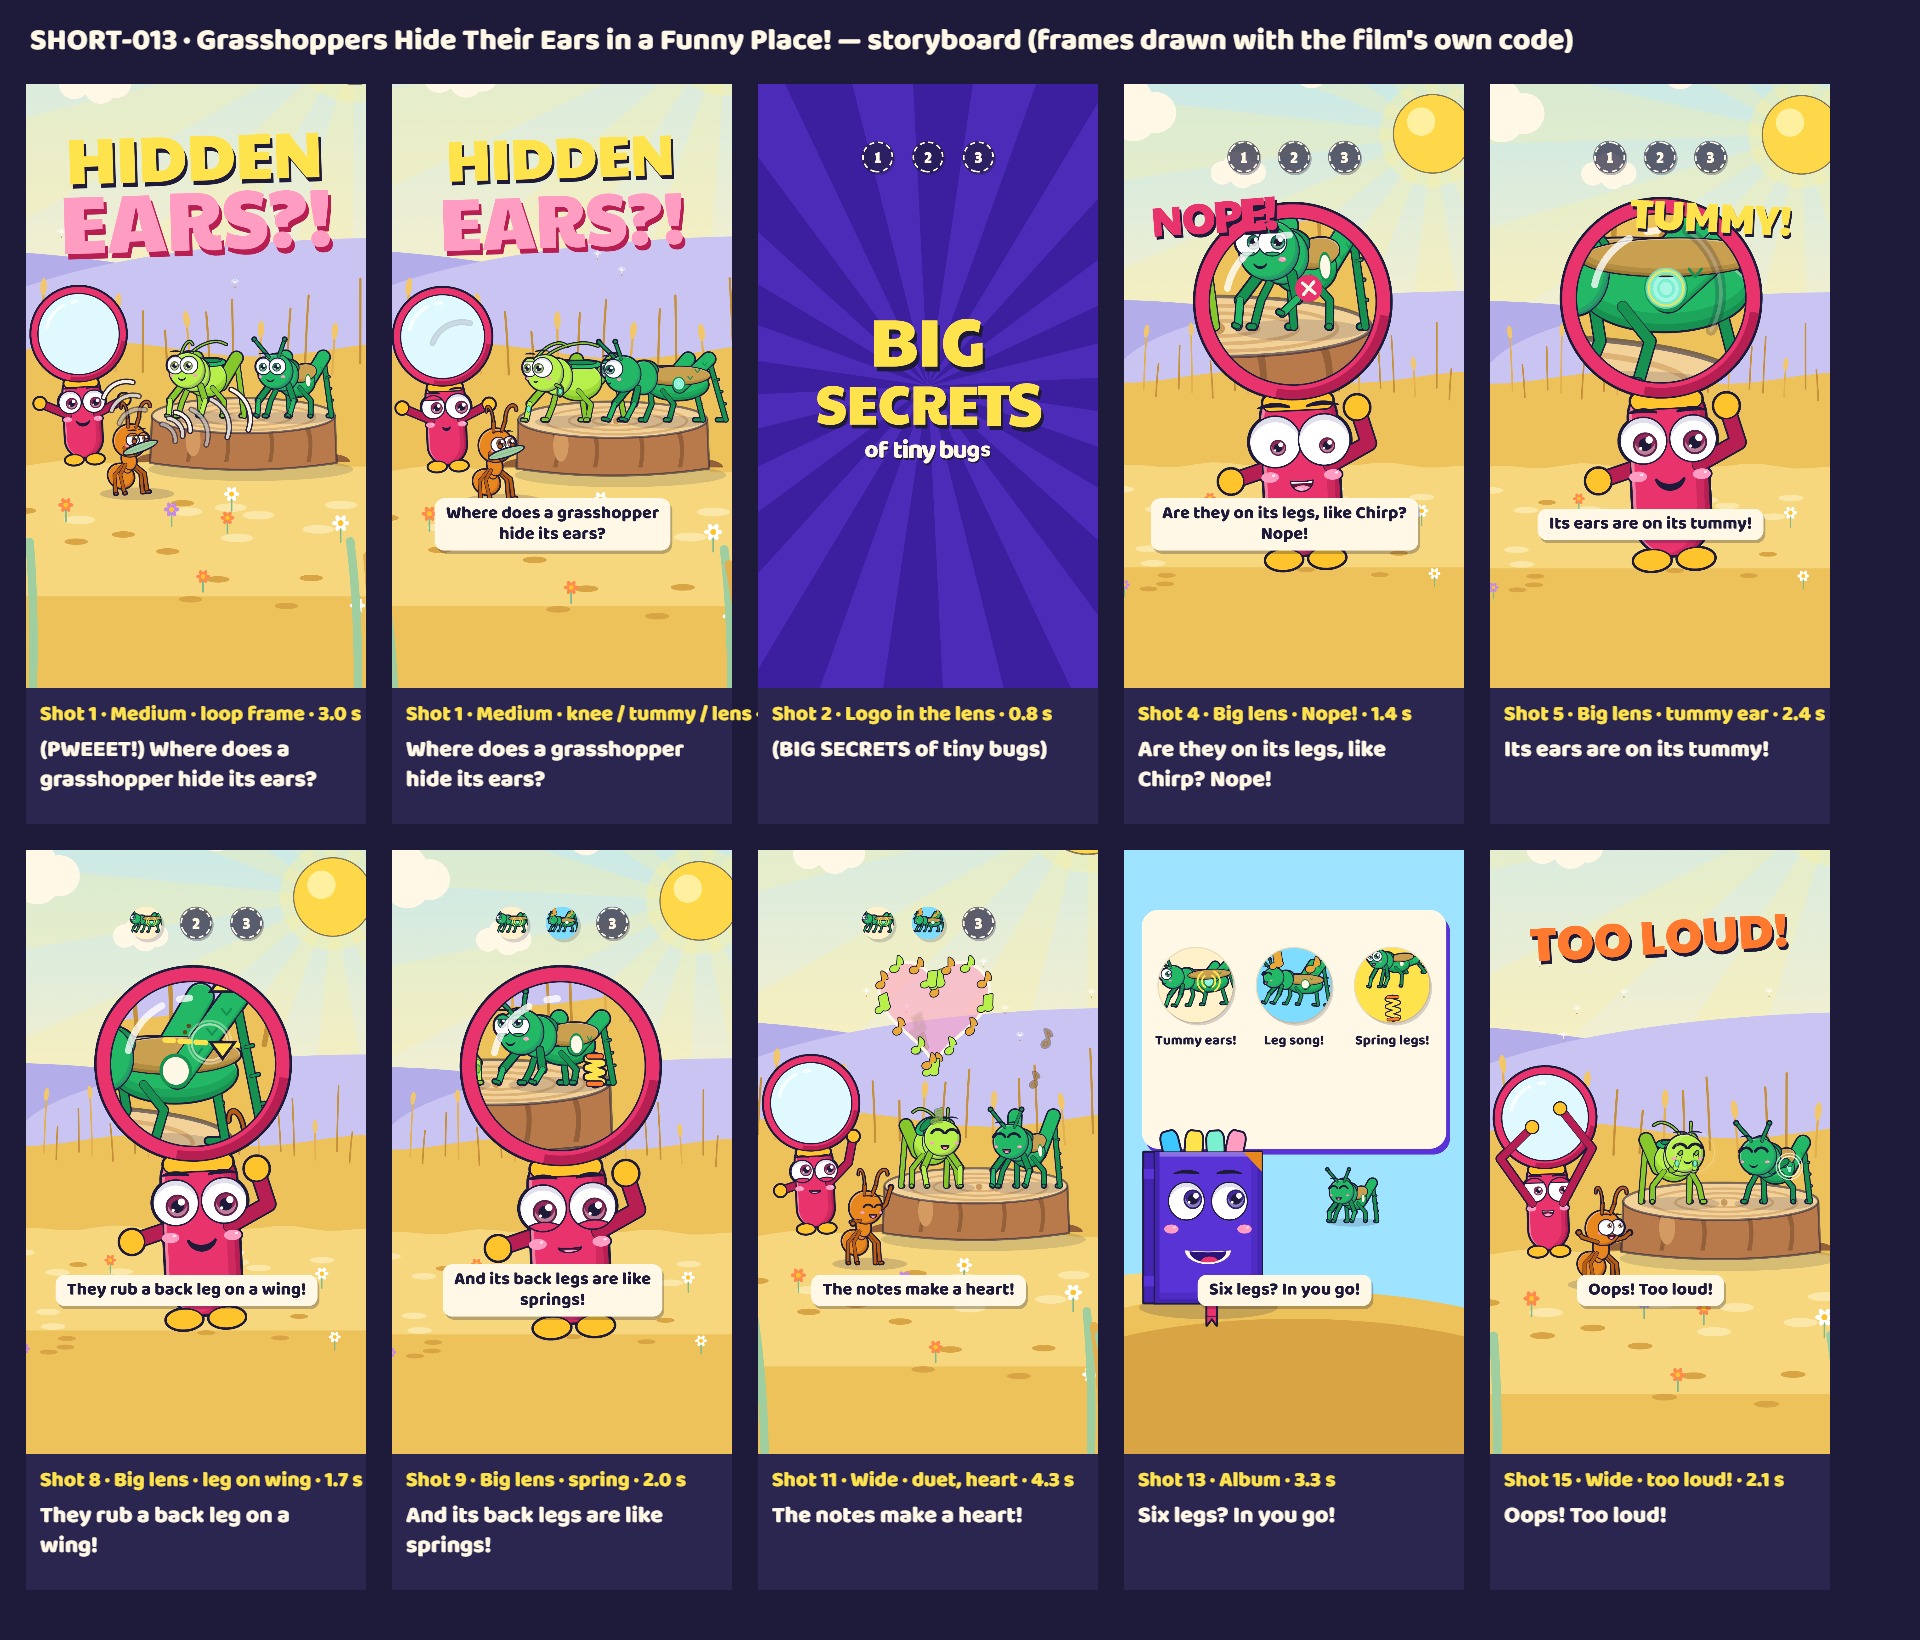 SHORT-013 · Grasshoppers Hide Their Ears in a Funny Place! — storyboard (frames drawn with the film's own code)
HIDDEN
EARS?!
Shot 1 · Medium · loop frame · 3.0 s
(PWEEET!) Where does a
grasshopper hide its ears?
HIDDEN
EARS?!
Where does a grasshopper
hide its ears?
Shot 1 · Medium · knee / tummy / lens ·
Where does a grasshopper
hide its ears?
1 2 3
BIG
SECRETS
of tiny bugs
Shot 2 · Logo in the lens · 0.8 s
(BIG SECRETS of tiny bugs)
1 2 3
NOPE!
Are they on its legs, like Chirp?
Nope!
Shot 4 · Big lens · Nope! · 1.4 s
Are they on its legs, like
Chirp? Nope!
1 2 3
TUMMY!
Its ears are on its tummy!
Shot 5 · Big lens · tummy ear · 2.4 s
Its ears are on its tummy!
2 3
They rub a back leg on a wing!
Shot 8 · Big lens · leg on wing · 1.7 s
They rub a back leg on a
wing!
3
And its back legs are like
springs!
Shot 9 · Big lens · spring · 2.0 s
And its back legs are like
springs!
3
The notes make a heart!
Shot 11 · Wide · duet, heart · 4.3 s
The notes make a heart!
Tummy ears! Leg song! Spring legs!
Six legs? In you go!
Shot 13 · Album · 3.3 s
Six legs? In you go!
TOO LOUD!
Oops! Too loud!
Shot 15 · Wide · too loud! · 2.1 s
Oops! Too loud!